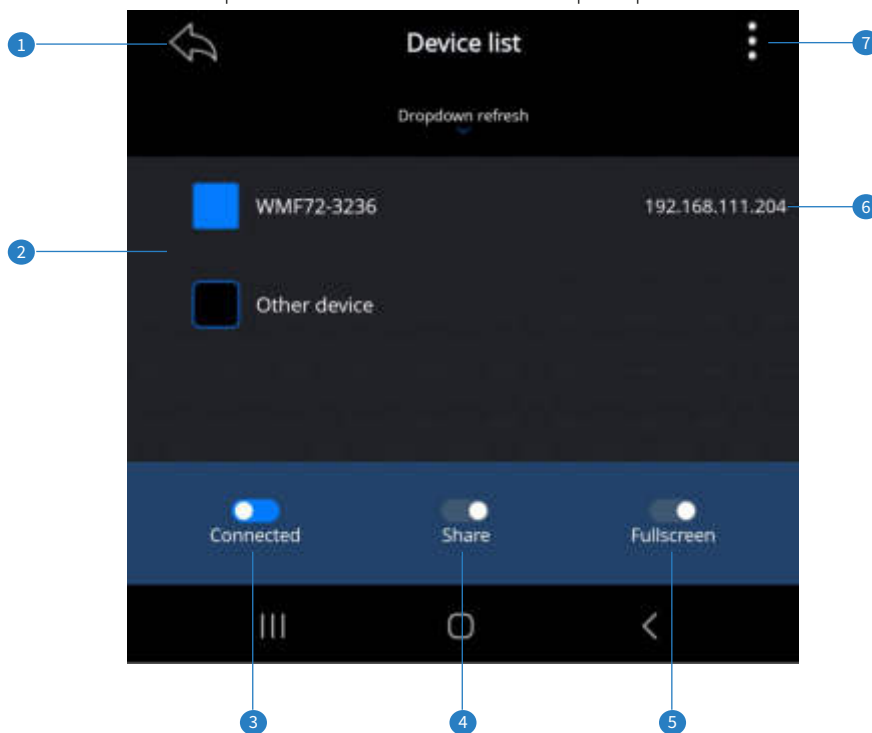 1
Device list
7
Dropdown refresh
WMF72-3236
192.168.111.204
6
2
Other device
Connected
Share
Fullscreen
3
4
5